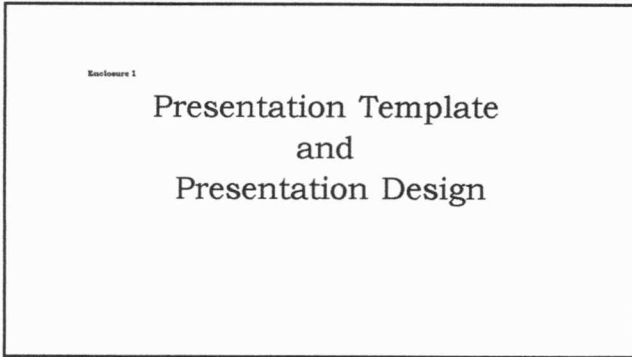 Enclosure 1
Presentation Template
and
Presentation Design